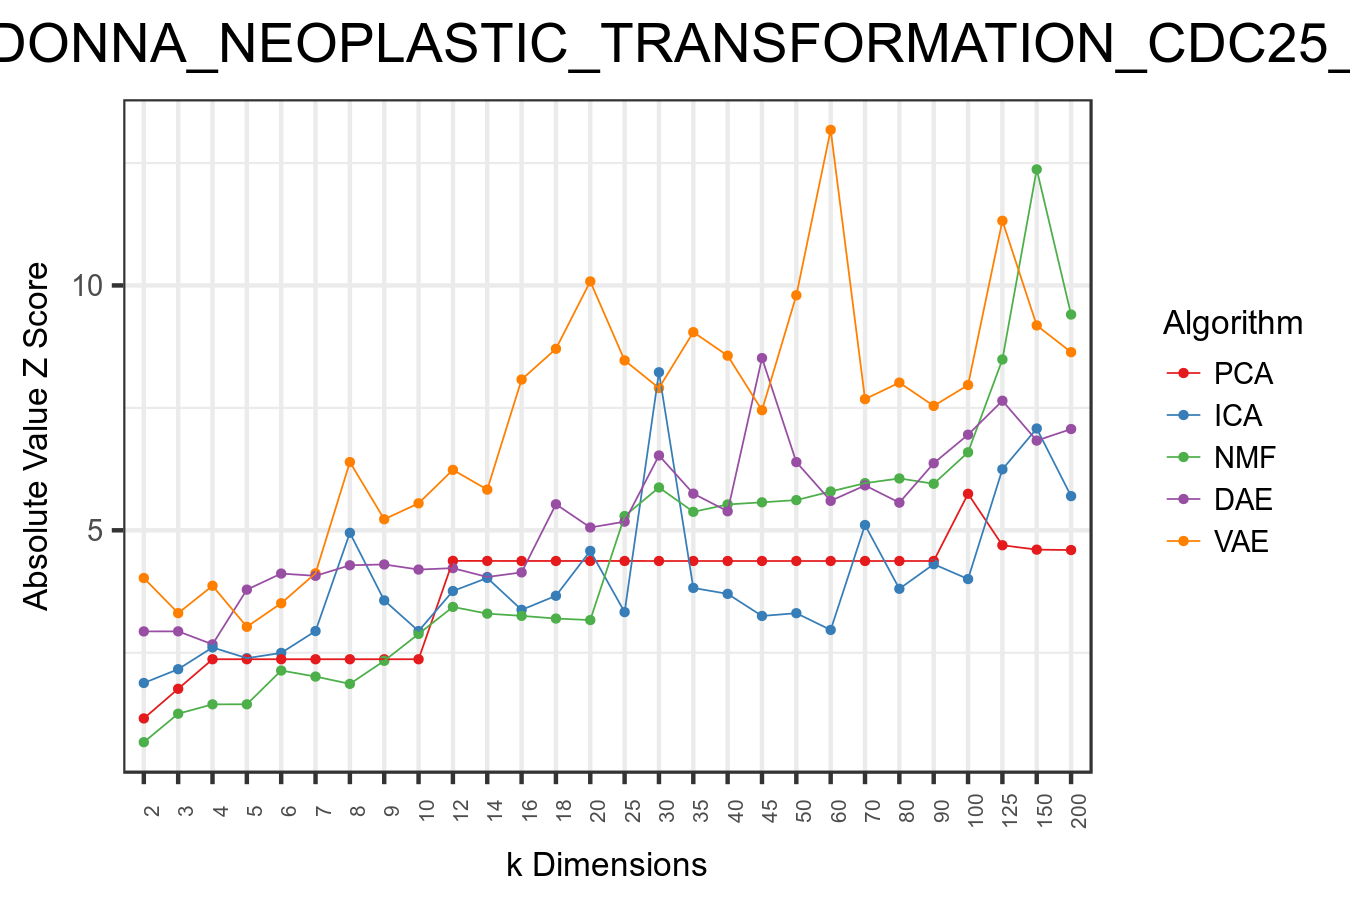 DONNA_NEOPLASTIC_TRANSFORMATION_CDC25_
Absolute Value Z Score
10
5
2 3 4 5 6 7 8 9 10 12 14 16 18 20 25 30 35 40 45 50 60 70 80 90 100 125 150 200
k Dimensions
Algorithm
PCA
ICA
NMF
DAE
VAE